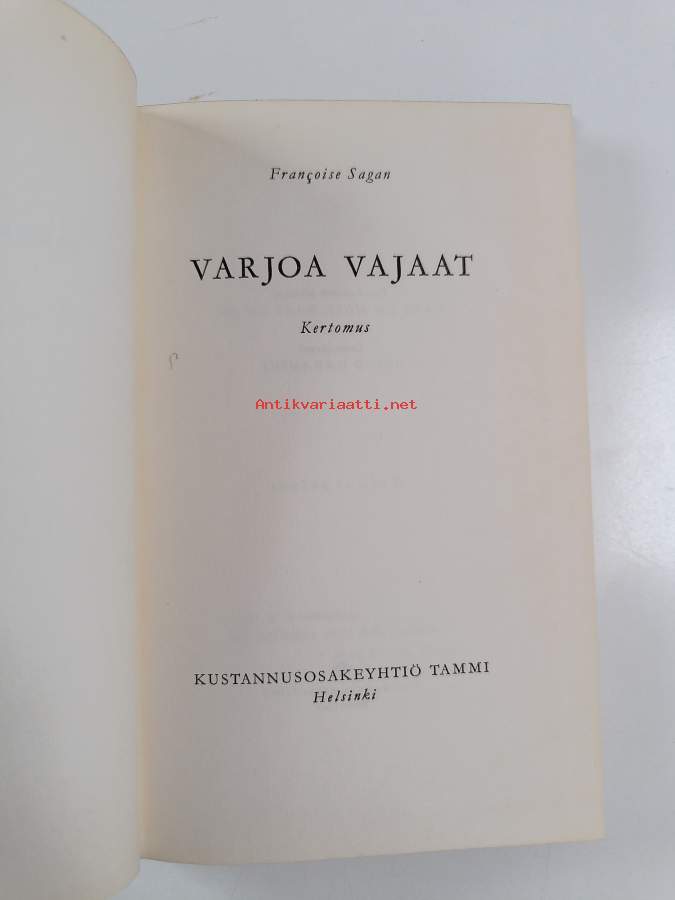 Françoise Sagan
VARJOA VAJAAT
Kertomus
Antikvariaatti.net
KUSTANNUSOSAKEYHTIÖ TAMMI
Helsinki